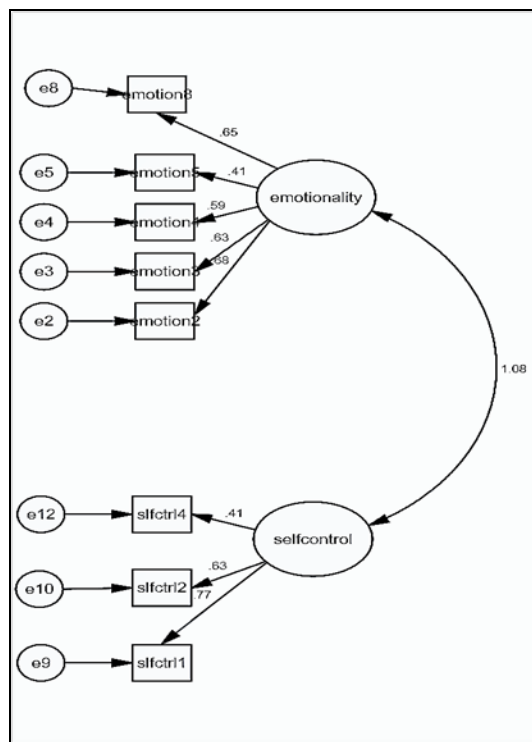 e8
emotion8
.65
e5
emotion5
.41
emotionality
e4
emotion4
.59
e3
emotion3
.63
.68
e2
emotion2
1.08
e12
slfctrl4
.41
selfcontrol
e10
slfctrl2
.63
.77
e9
slfctrl1